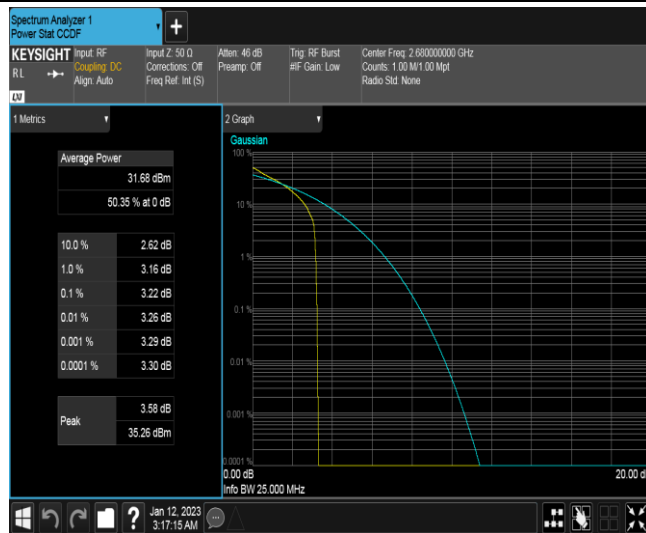 Spectrum Analyzer 1
Power Stat CCDF
+
KEYSIGHT
RL
Input: RF
Coupling: DC
Align: Auto
Input Z: 50 Ω
Corrections: Off
Freq Ref: Int (S)
Atten: 46 dB
Preamp: Off
Trig: RF Burst
#IF Gain: Low
Center Freq: 2.680000000 GHz
Counts: 1.00 M/1.00 Mpt
Radio Std: None
1 Metrics
Average Power
31.68 dBm
50.35 % at 0 dB
10.0 % 2.62 dB
1.0 % 3.16 dB
0.1 % 3.22 dB
0.01 % 3.26 dB
0.001 % 3.29 dB
0.0001 % 3.30 dB
Peak
3.58 dB
35.26 dBm
2 Graph
Gaussian
100 %
10 %
1 %
0.1 %
0.01 %
0.001 %
0.0001 %
0.00 dB
20.00 d
Info BW 25.000 MHz
?
Jan 12, 2023
3:17:15 AM